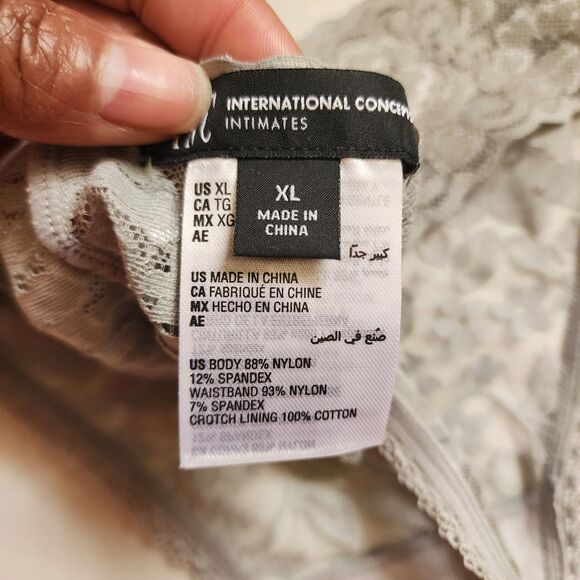 INTERNATIONAL CONCEPTS
INTIMATES
XL
MADE IN
CHINA
US XL
CA TG
MX XG
AE
كبير جدًا
US MADE IN CHINA
CA FABRIQUÉ EN CHINE
MX HECHO EN CHINA
AE
صُنع في الصين
US BODY 88% NYLON
12% SPANDEX
WAISTBAND 93% NYLON
7% SPANDEX
CROTCH LINING 100% COTTON